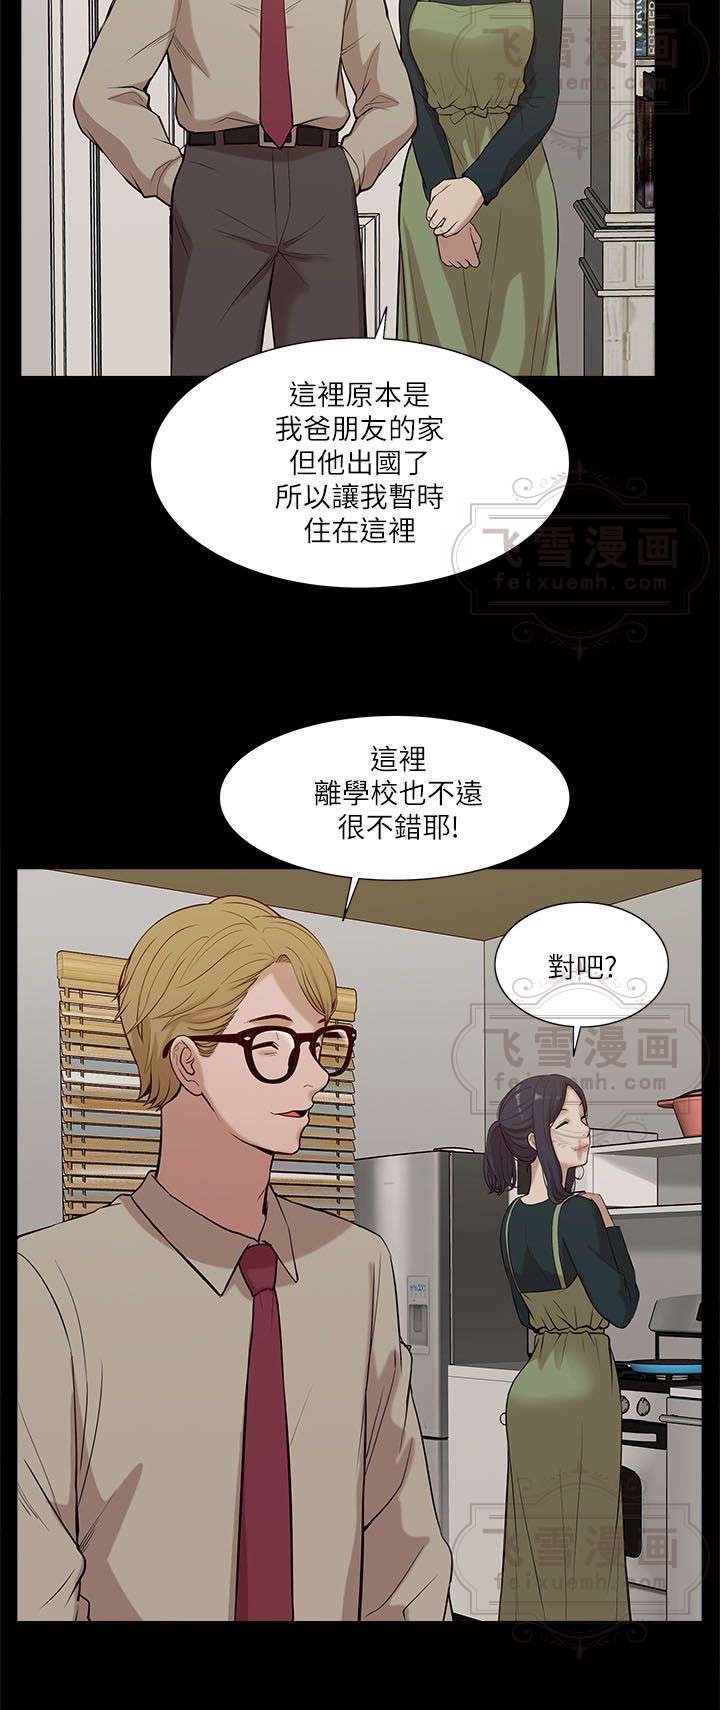 飞雪漫画
feixuemh.com
這裡原本是
我爸朋友的家
但他出國了
所以讓我暫時
住在這裡
飞雪漫画
feixuemh.com
這裡
離學校也不遠
很不錯耶!
對吧?
飞雪漫画
feixuemh.com
飞雪漫画
feixuemh.com